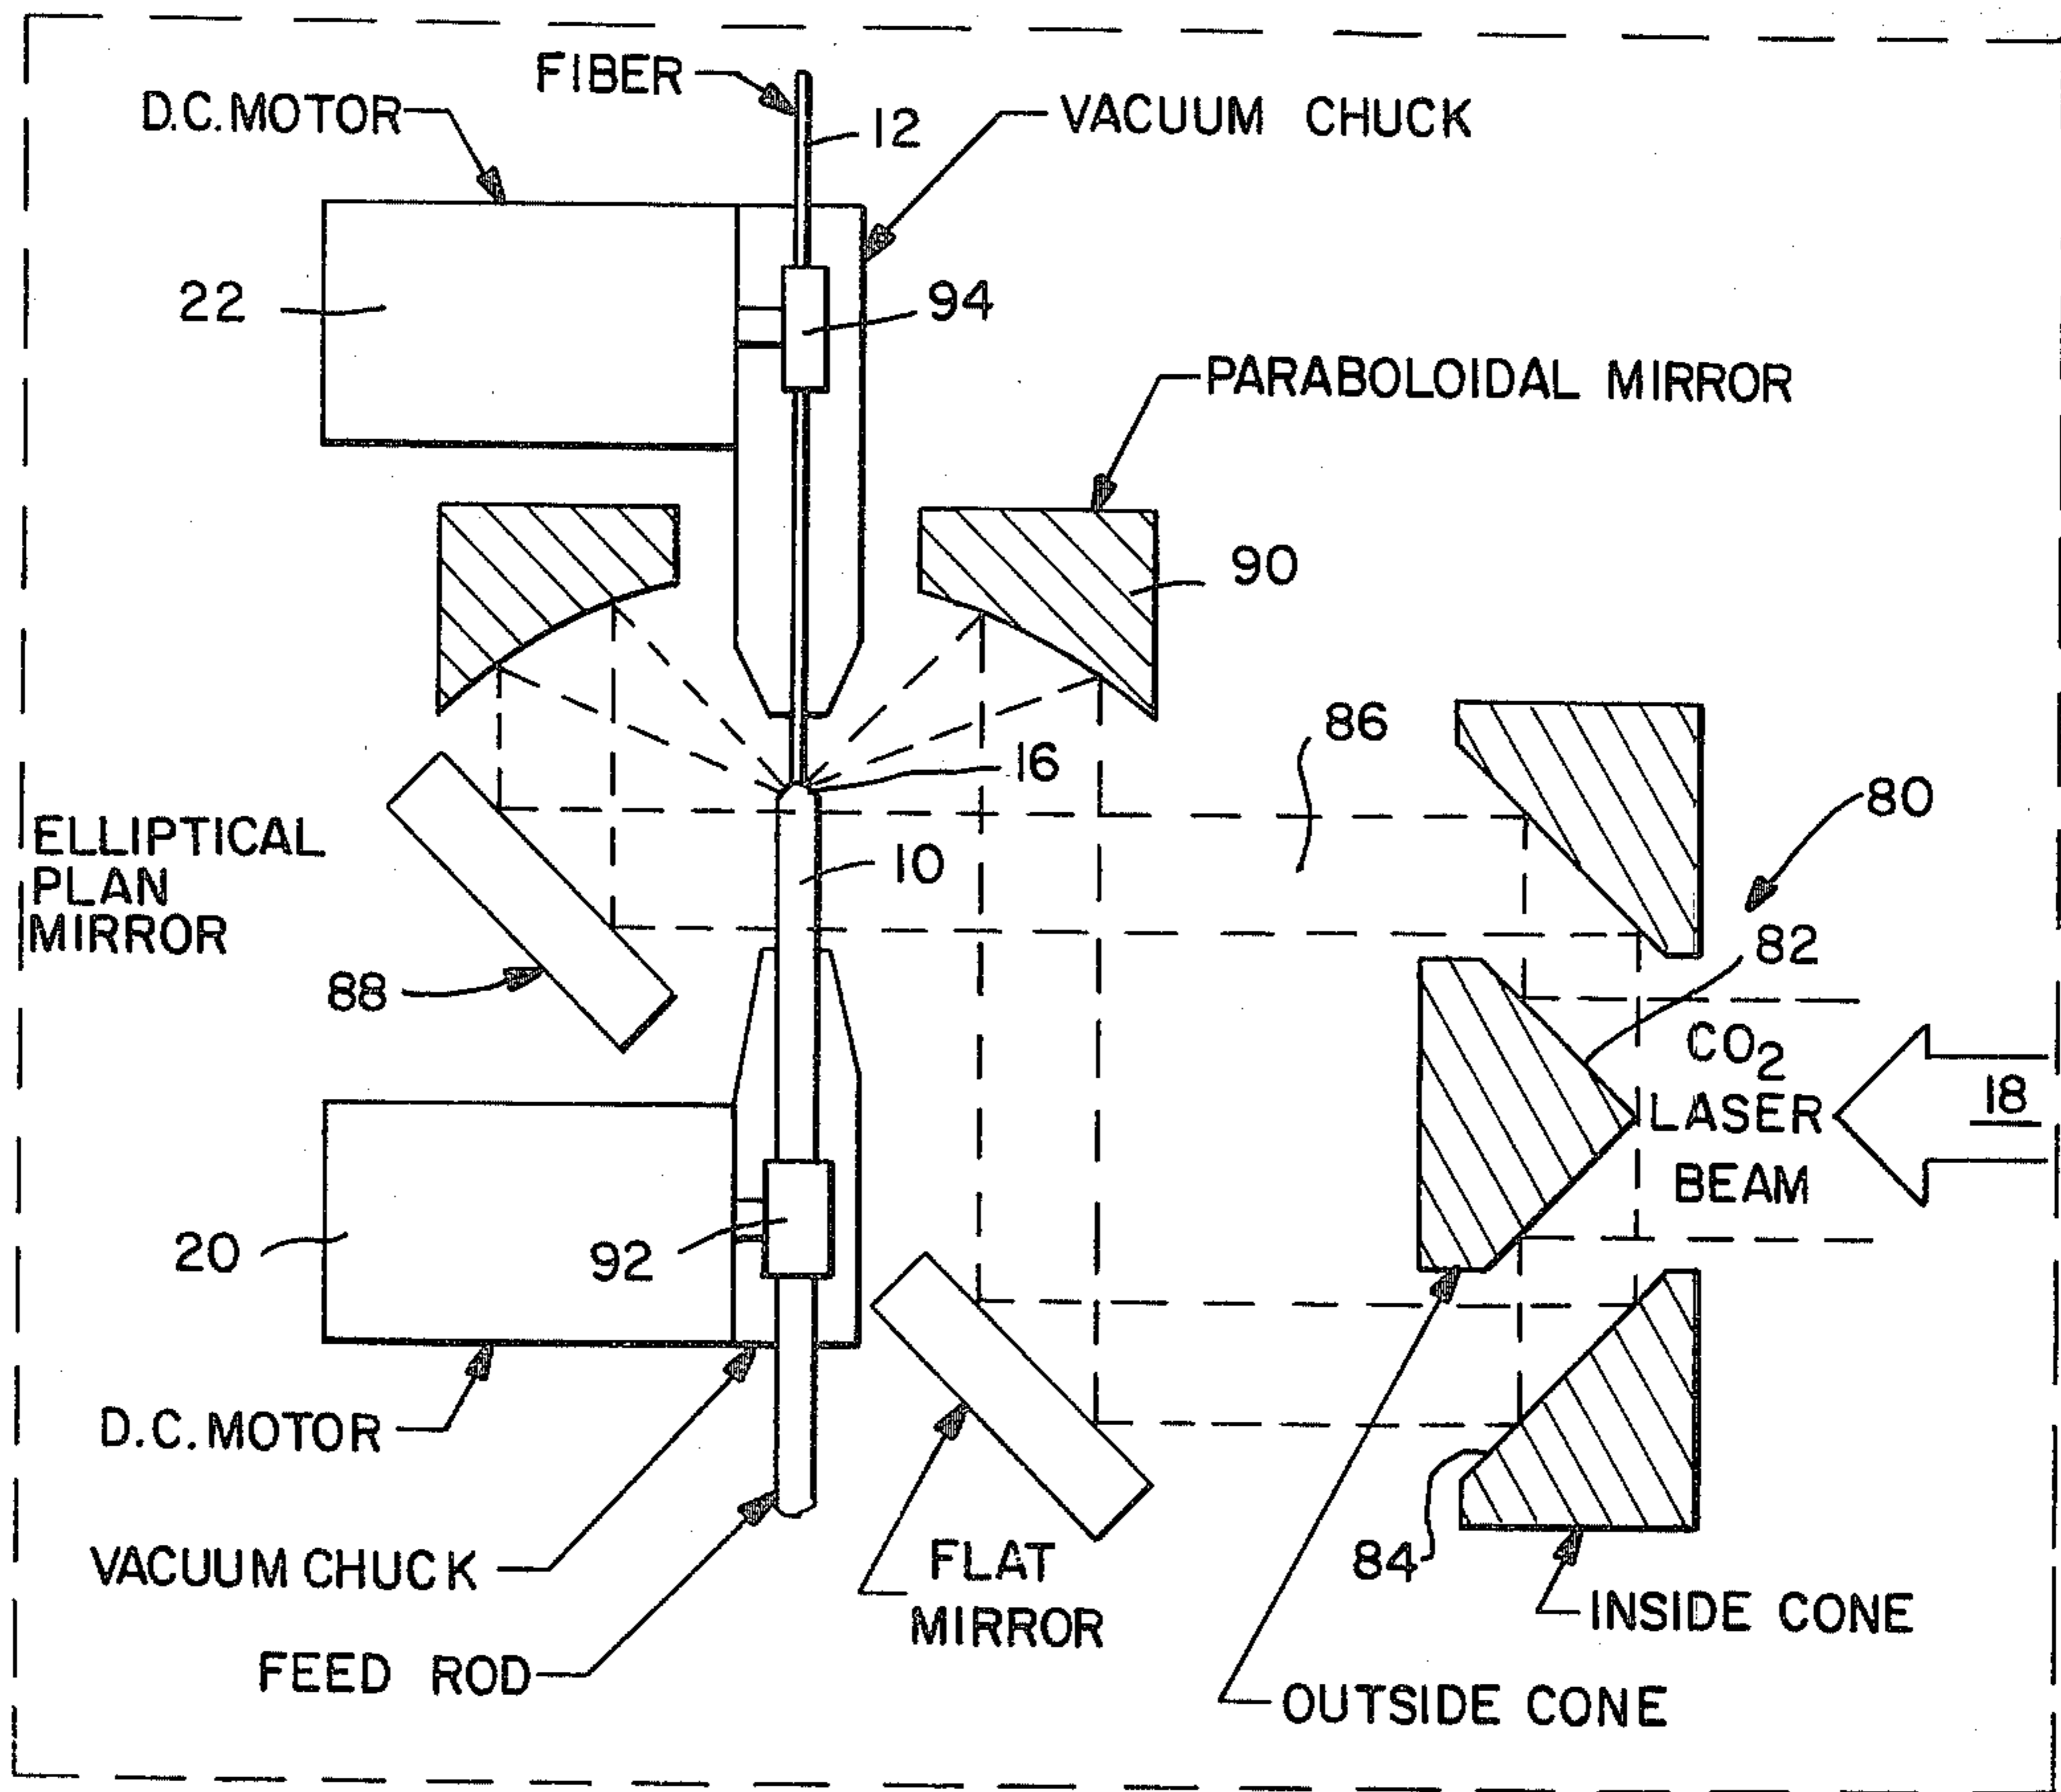 FIBER
D.C. MOTOR
12
VACUUM CHUCK
22
94
PARABOLOIDAL MIRROR
90
86
16
80
ELLIPTICAL
PLAN
MIRROR
10
82
88
CO2
LASER
BEAM
18
20
92
D.C. MOTOR
84
VACUUM CHUCK
FLAT
MIRROR
INSIDE CONE
FEED ROD
OUTSIDE CONE